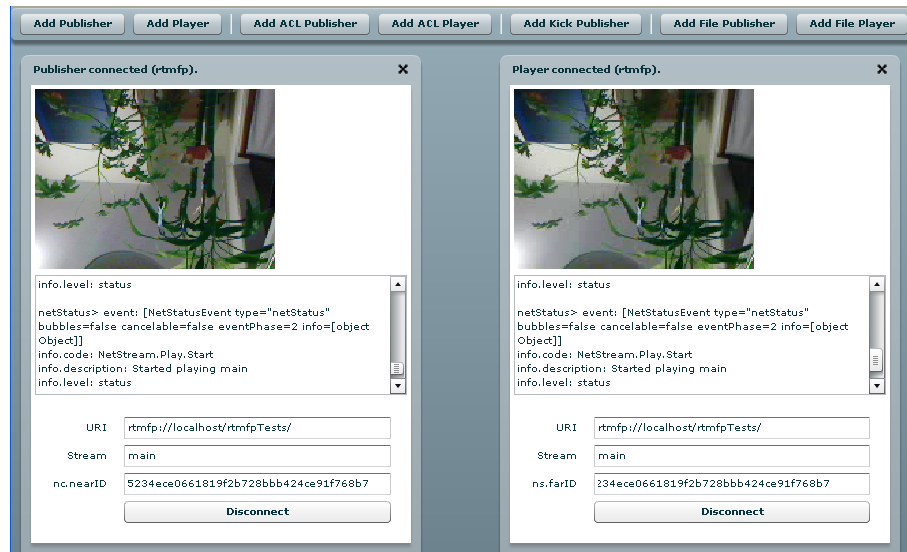 Add Publisher Add Player Add ACL Publisher Add ACL Player Add Kick Publisher Add File Publisher Add File Player
Publisher connected (rtmfp).
info.level: status
netStatus> event: [NetStatusEvent type="netStatus"
bubbles=false cancelable=false eventPhase=2 info=[object
Object]]
info.code: NetStream.Play.Start
info.description: Started playing main
info.level: status
URI rtmfp://localhost/rtmfpTests/
Stream main
nc.nearID 5234ece0661819f2b728bbb424ce91f768b7
Disconnect
Player connected (rtmfp).
info.level: status
netStatus> event: [NetStatusEvent type="netStatus"
bubbles=false cancelable=false eventPhase=2 info=[object
Object]]
info.code: NetStream.Play.Start
info.description: Started playing main
info.level: status
URI rtmfp://localhost/rtmfpTests/
Stream main
ns.farID 234ece0661819f2b728bbb424ce91f768b7
Disconnect